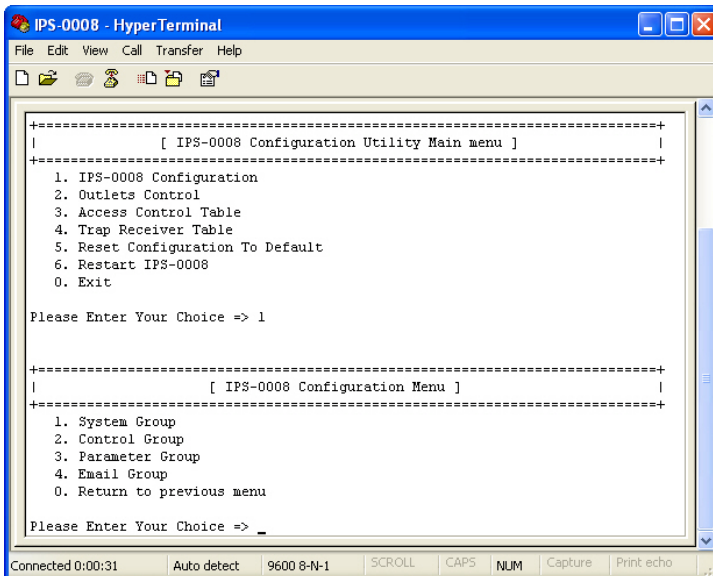 IPS-0008 - HyperTerminal
File Edit View Call Transfer Help
+==============================================================+
| [ IPS-0008 Configuration Utility Main menu ] |
+==============================================================+
1. IPS-0008 Configuration
2. Outlets Control
3. Access Control Table
4. Trap Receiver Table
5. Reset Configuration To Default
6. Restart IPS-0008
0. Exit
Please Enter Your Choice => 1
+==============================================================+
| [ IPS-0008 Configuration Menu ] |
+==============================================================+
1. System Group
2. Control Group
3. Parameter Group
4. Email Group
0. Return to previous menu
Please Enter Your Choice => _
Connected 0:00:31 Auto detect 9600 8-N-1 SCROLL CAPS NUM Capture Print echo